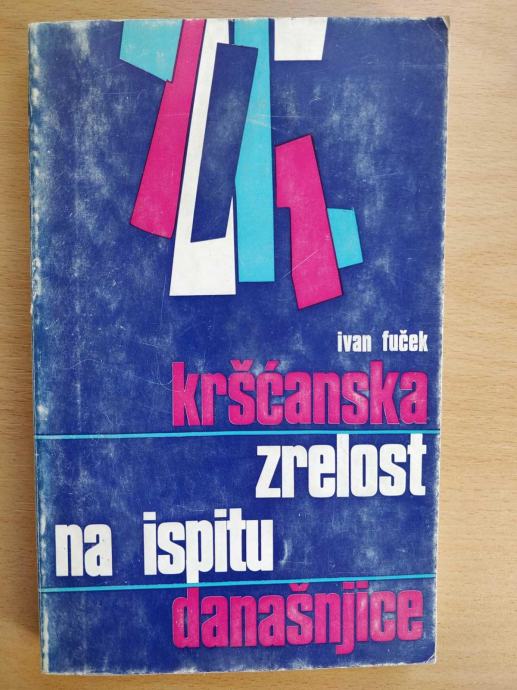 ivan fuček
kršćanska
zrelost
na ispitu
današnjice